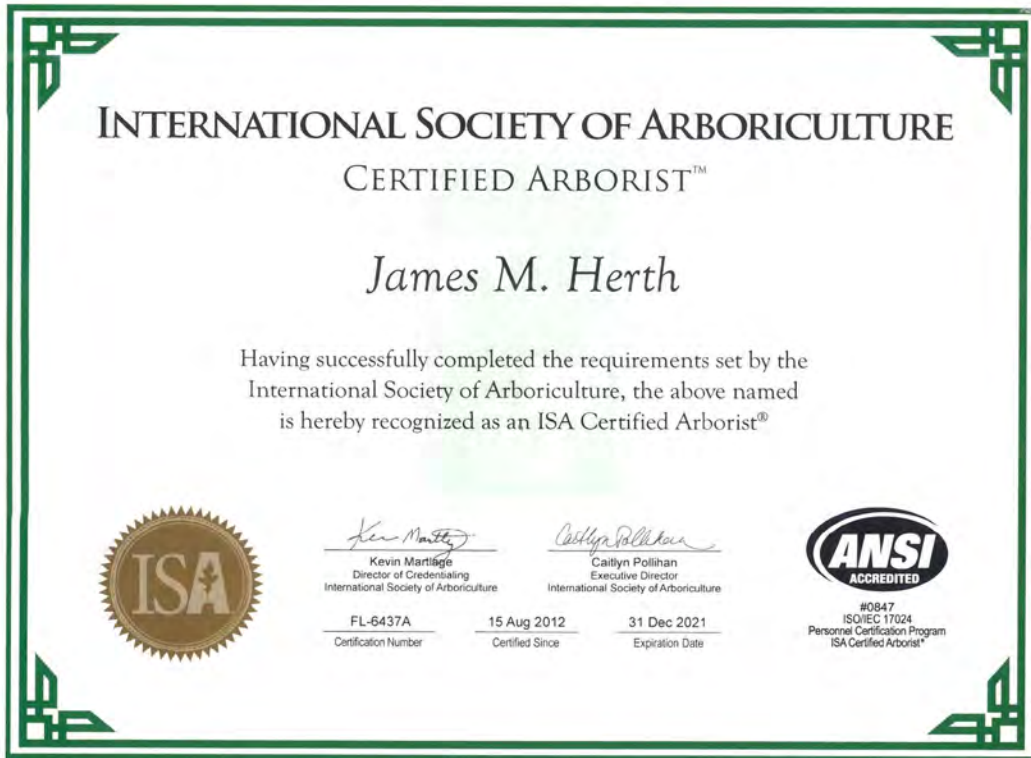 INTERNATIONAL SOCIETY OF ARBORICULTURE
CERTIFIED ARBORIST™
James M. Herth
Having successfully completed the requirements set by the
International Society of Arboriculture, the above named
is hereby recognized as an ISA Certified Arborist®
ISA
Kevin Martlage
Director of Credentialing
International Society of Arboriculture
Caitlyn Pollihan
Executive Director
International Society of Arboriculture
FL-6437A
Certification Number
15 Aug 2012
Certified Since
31 Dec 2021
Expiration Date
ANSI
ACCREDITED
#0847
ISO/IEC 17024
Personnel Certification Program
ISA Certified Arborist®